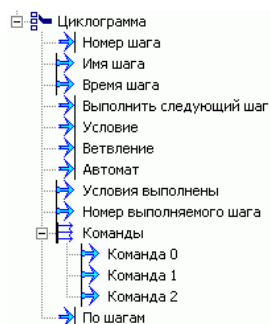 Циклограмма
Номер шага
Имя шага
Время шага
Выполнить следующий шаг
Условие
Ветвление
Автомат
Условия выполнены
Номер выполняемого шага
Команды
Команда 0
Команда 1
Команда 2
По шагам